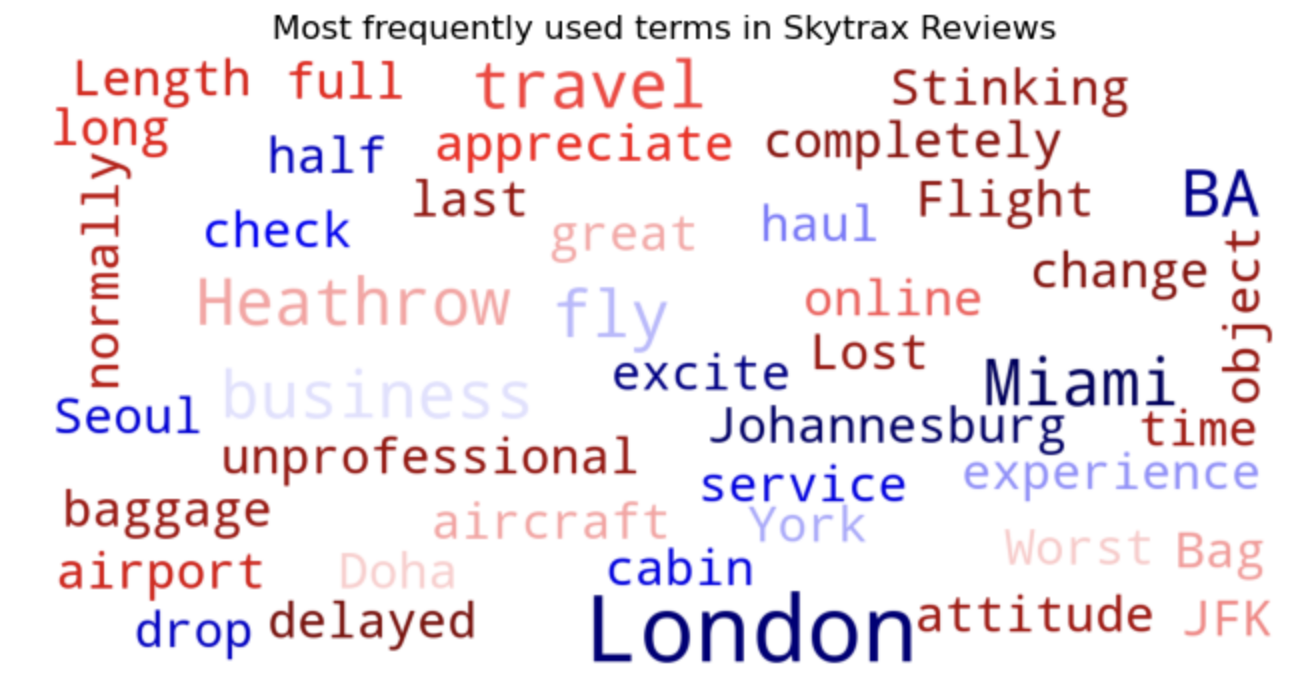 Most frequently used terms in Skytrax Reviews
Length full travel Stinking
long half appreciate completely
normally last Flight BA
check great haul
Heathrow fly online change object
business excite Lost Miami
Seoul Johannesburg time
unprofessional service experience
baggage aircraft York
airport Doha cabin Worst Bag
drop delayed London attitude JFK